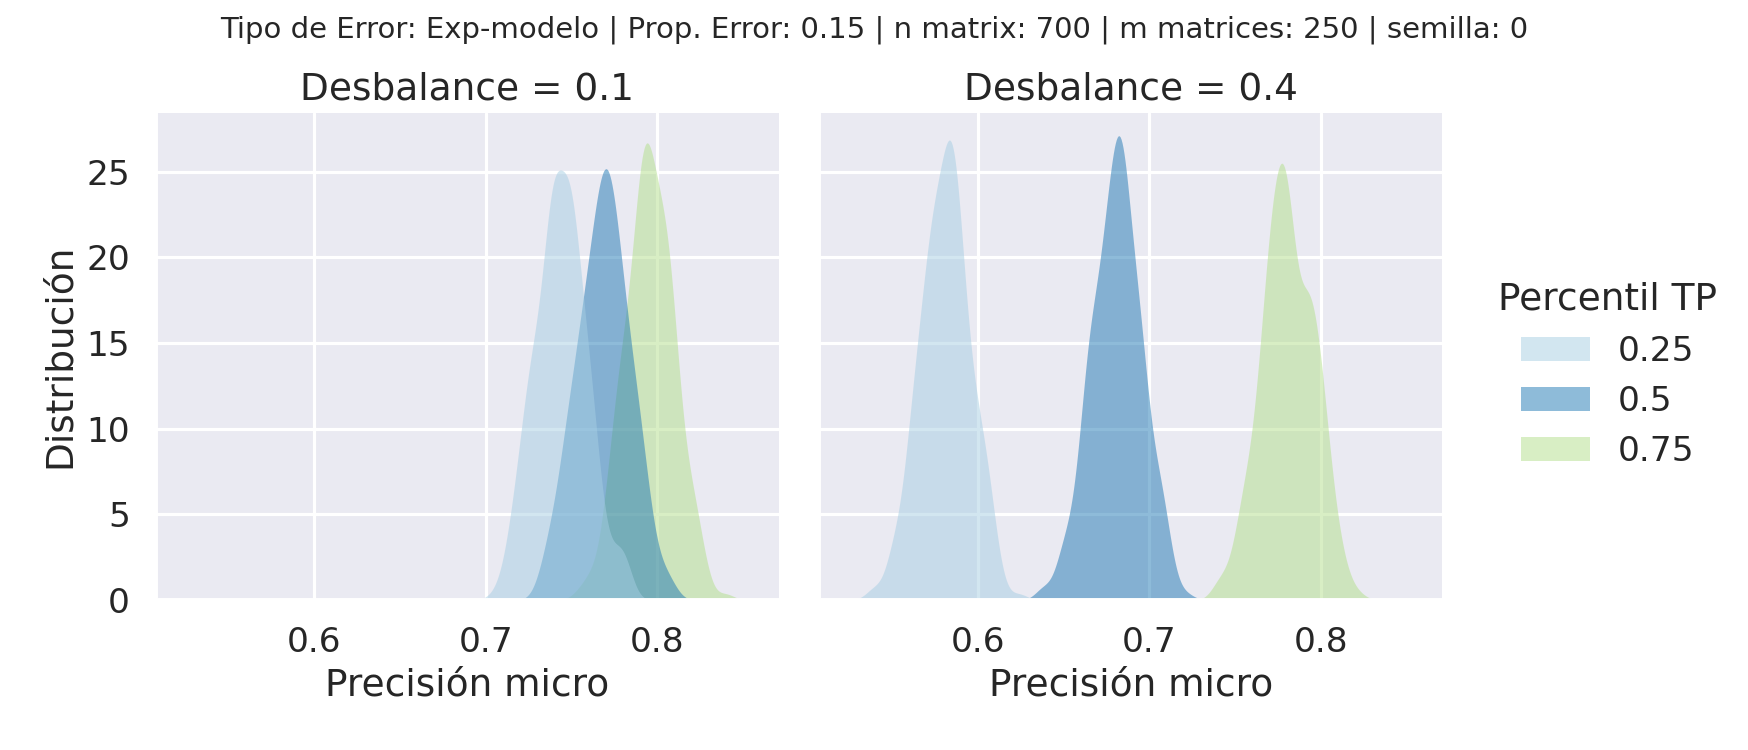 Tipo de Error: Exp-modelo | Prop. Error: 0.15 | n matrix: 700 | m matrices: 250 | semilla: 0
Desbalance = 0.1
Desbalance = 0.4
Distribución
25
20
15
10
5
0
0.6 0.7 0.8
Precisión micro
0.6 0.7 0.8
Precisión micro
Percentil TP
0.25
0.5
0.75